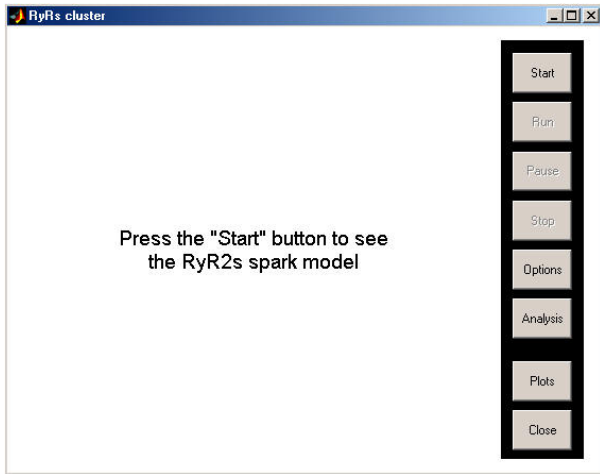 RyRs cluster
Start
Run
Pause
Press the "Start" button to see
the RyR2s spark model
Stop
Options
Analysis
Plots
Close